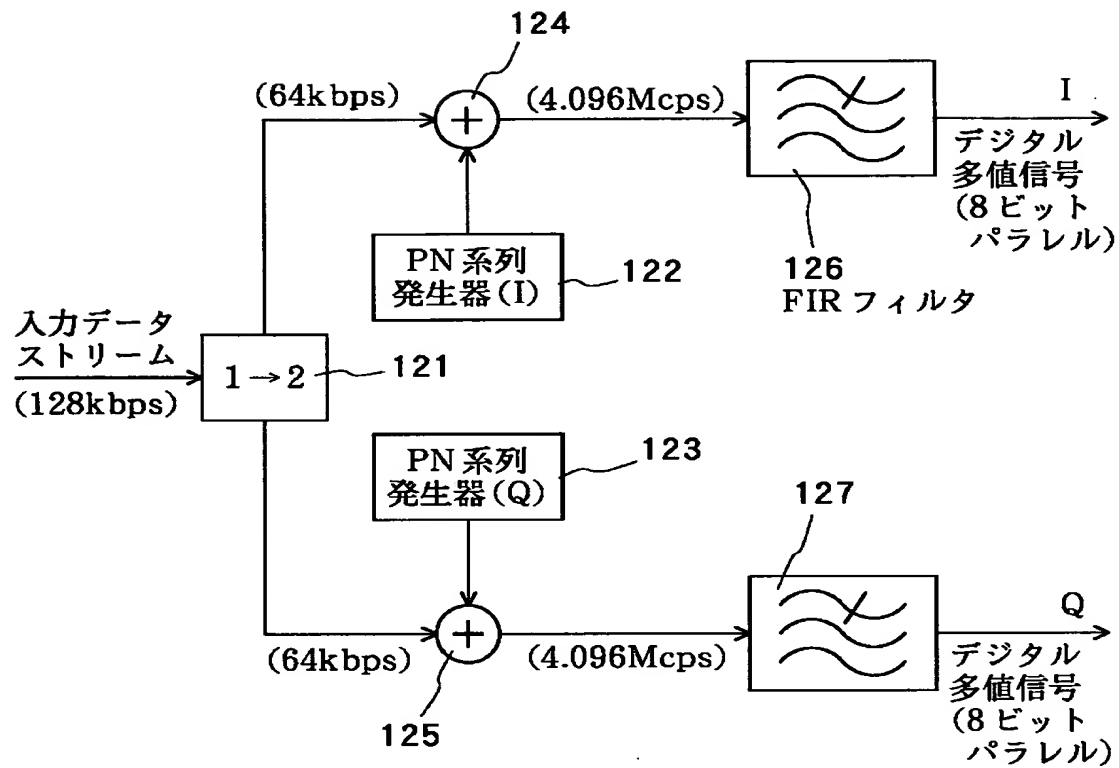 124
(64kbps)
(4.096Mcps)
I
デジタル
多値信号
(8ビット
パラレル)
PN系列
発生器(I)
122
126
FIRフィルタ
入力データ
ストリーム
(128kbps)
1→2
121
PN系列
発生器(Q)
123
127
Q
(64kbps)
(4.096Mcps)
125
デジタル
多値信号
(8ビット
パラレル)